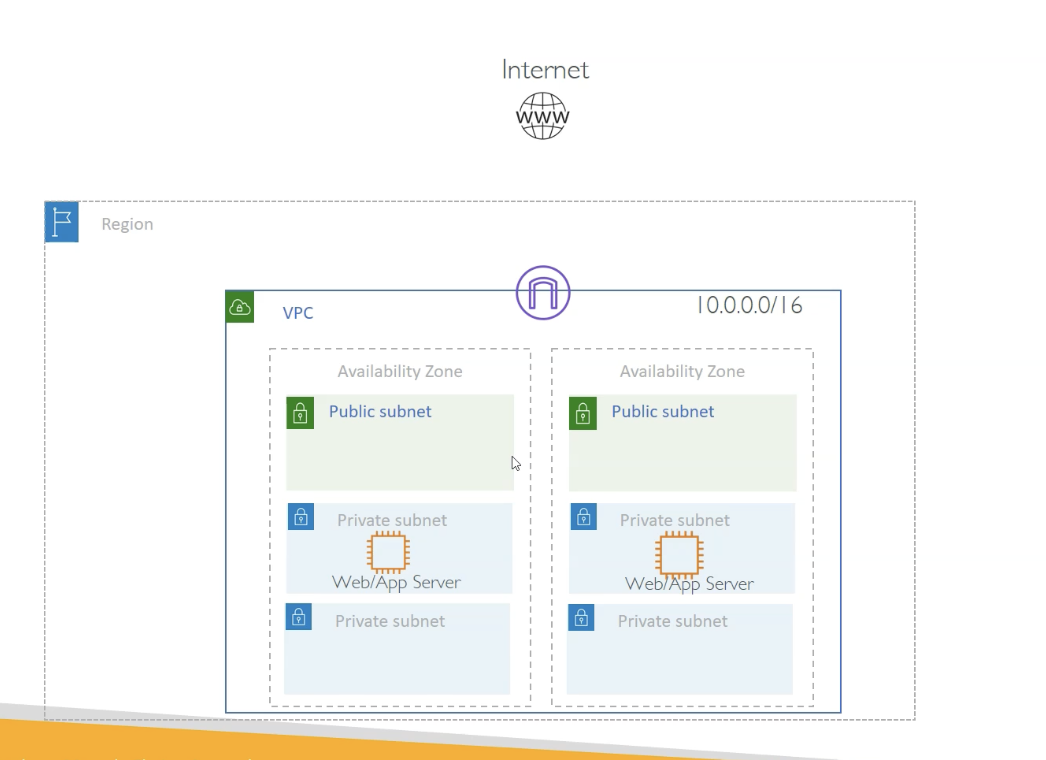 Internet
WWW
Region
VPC
10.0.0.0/16
Availability Zone
Public subnet
Private subnet
Web/App Server
Private subnet
Availability Zone
Public subnet
Private subnet
Web/App Server
Private subnet